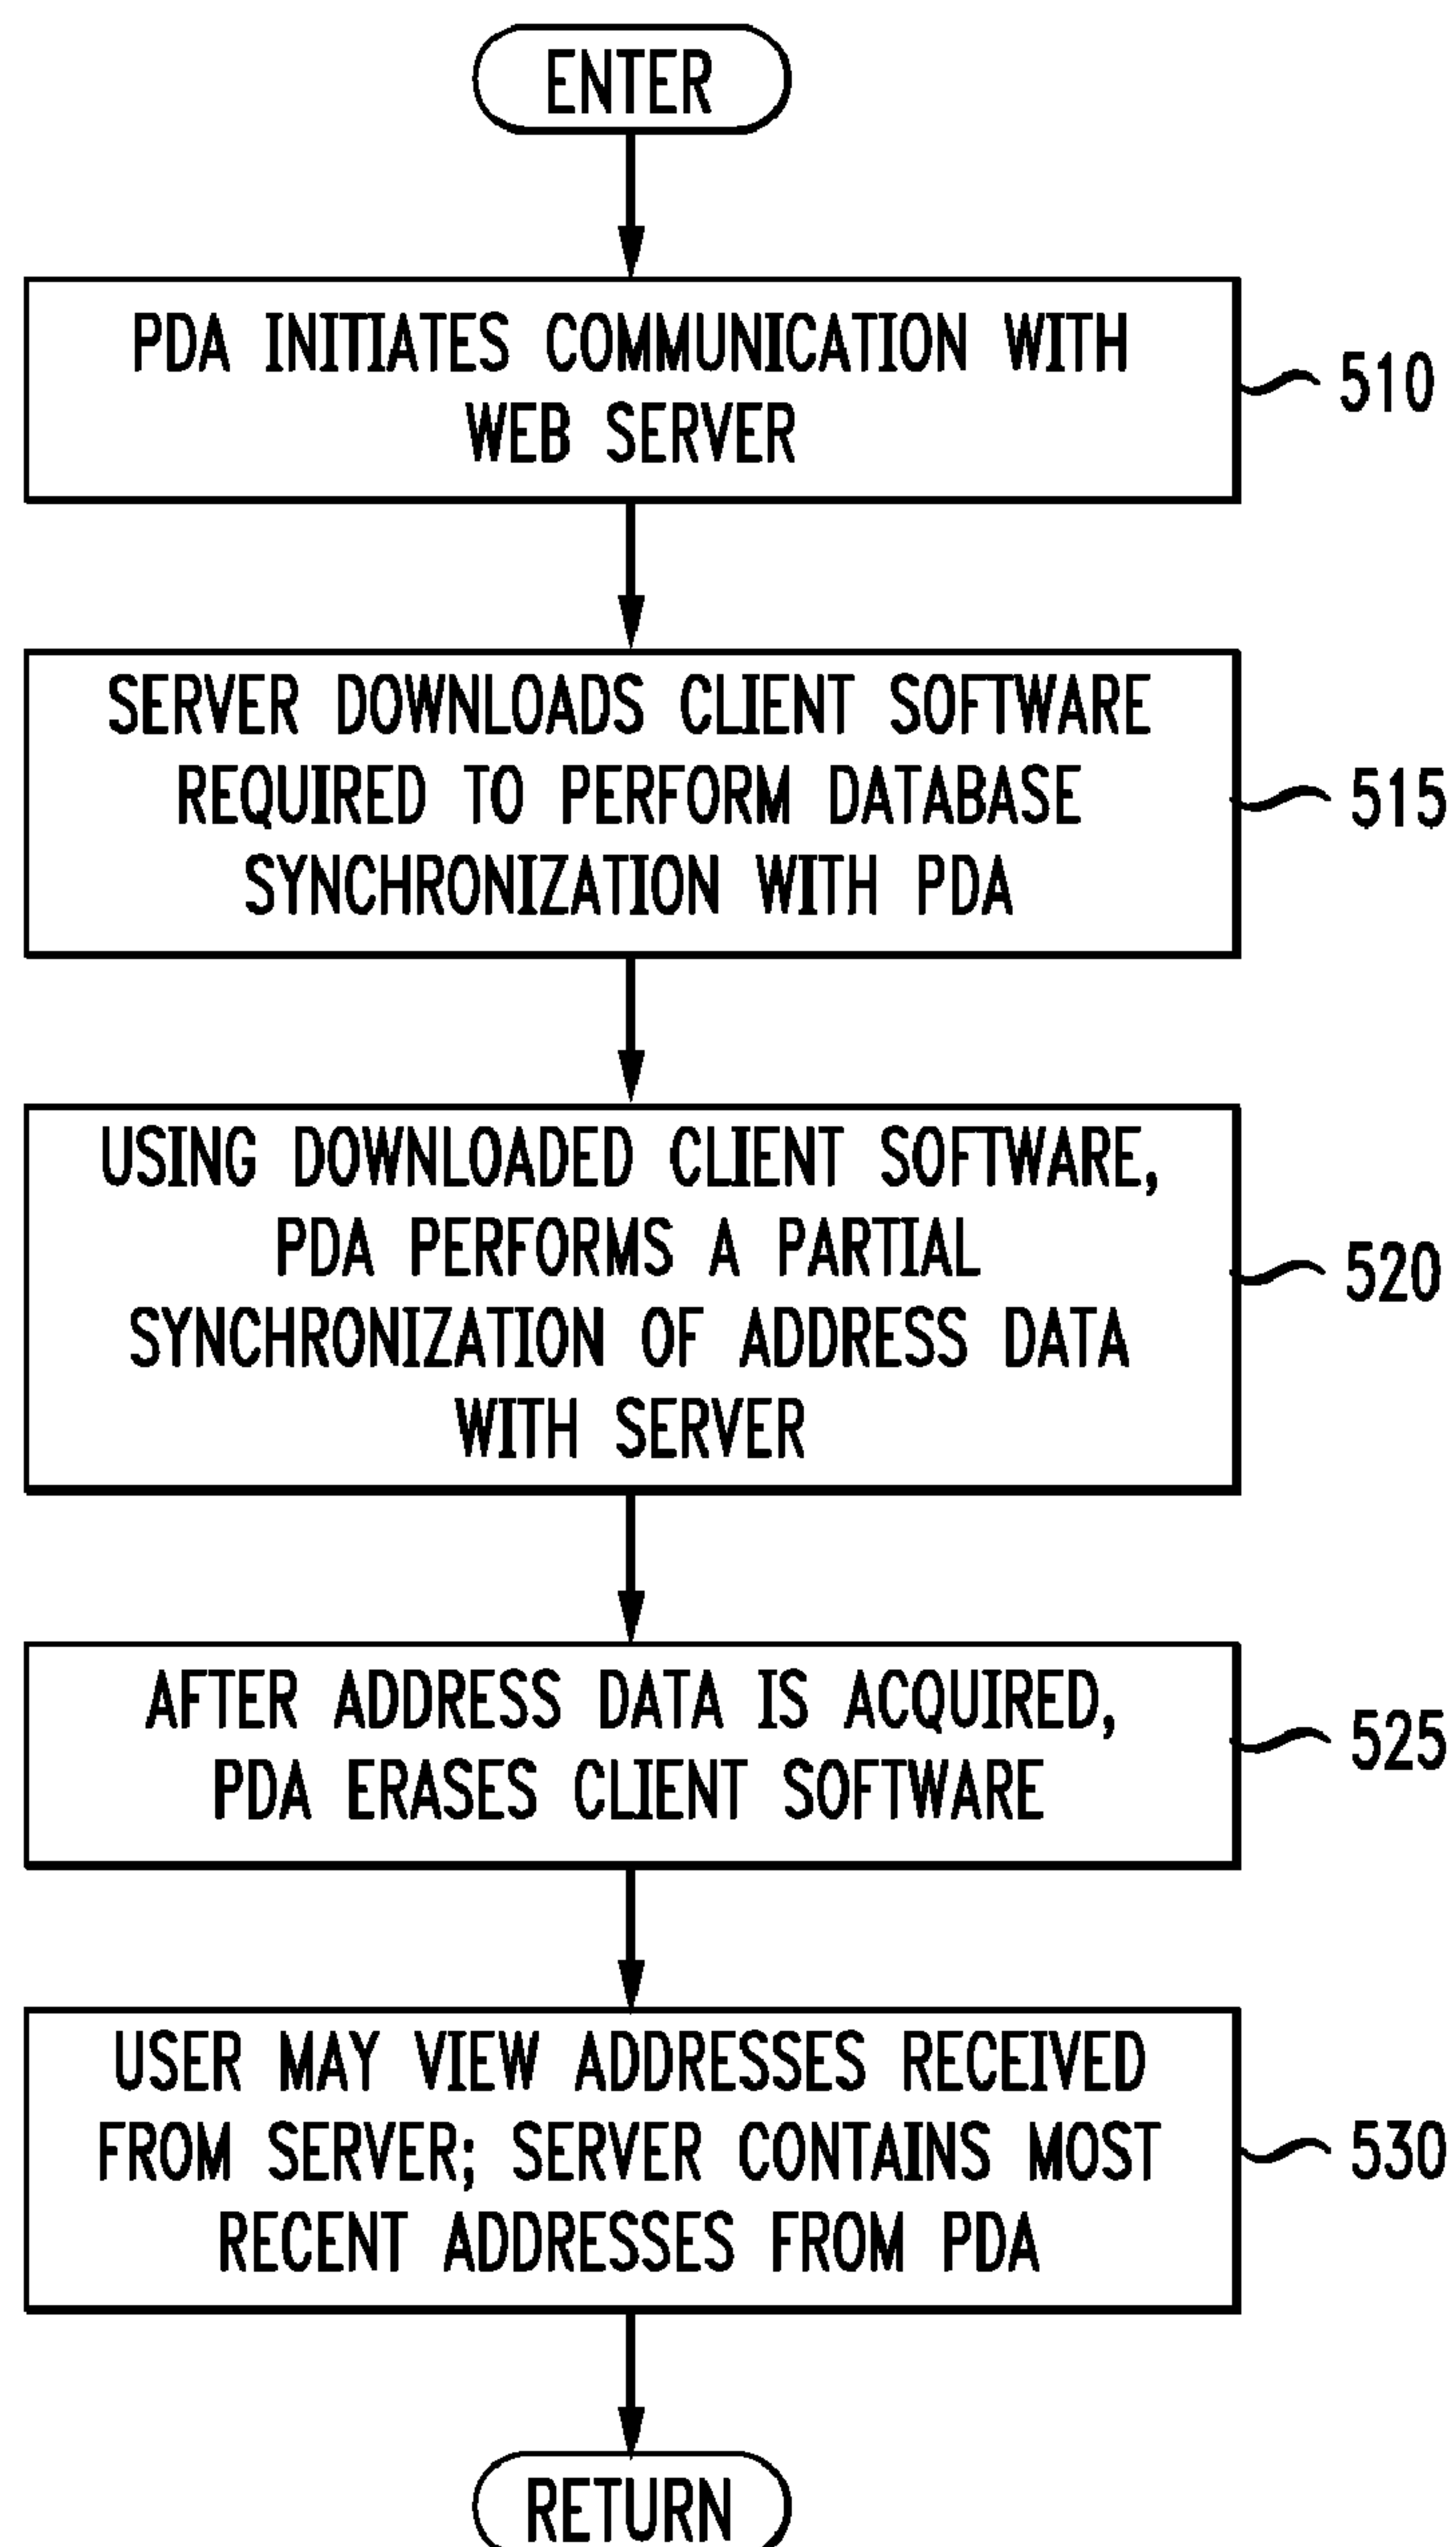 ENTER
PDA INITIATES COMMUNICATION WITH
WEB SERVER
510
SERVER DOWNLOADS CLIENT SOFTWARE
REQUIRED TO PERFORM DATABASE
SYNCHRONIZATION WITH PDA
515
USING DOWNLOADED CLIENT SOFTWARE,
PDA PERFORMS A PARTIAL
SYNCHRONIZATION OF ADDRESS DATA
WITH SERVER
520
AFTER ADDRESS DATA IS ACQUIRED,
PDA ERASES CLIENT SOFTWARE
525
USER MAY VIEW ADDRESSES RECEIVED
FROM SERVER; SERVER CONTAINS MOST
RECENT ADDRESSES FROM PDA
530
RETURN